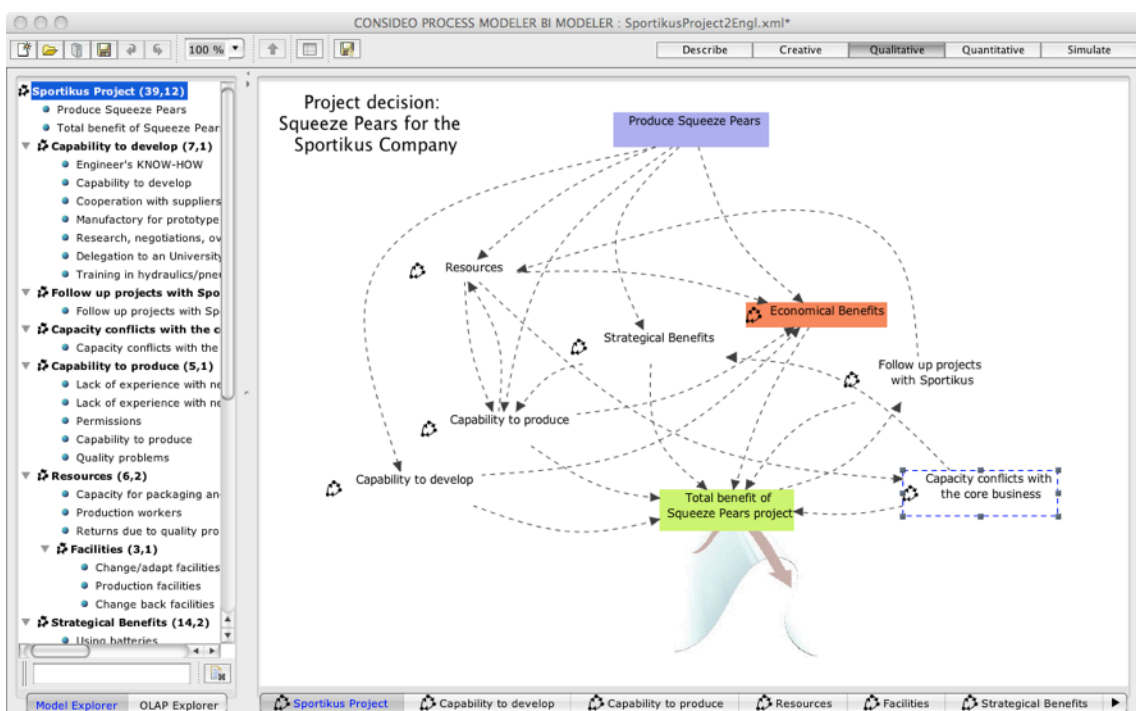 CONSIDEO PROCESS MODELER BI MODELER : SportikusProject2Engl.xml*
100 %
Describe
Creative
Qualitative
Quantitative
Simulate
Sportikus Project (39,12)
Produce Squeeze Pears
Total benefit of Squeeze Pear
Capability to develop (7,1)
Engineer's KNOW-HOW
Capability to develop
Cooperation with suppliers
Manufactory for prototype
Research, negotiations, ov
Delegation to an University
Training in hydraulics/pneu
Follow up projects with Spo
Follow up projects with Sp
Capacity conflicts with the c
Capacity conflicts with the
Capability to produce (5,1)
Lack of experience with ne
Lack of experience with ne
Permissions
Capability to produce
Quality problems
Resources (6,2)
Capacity for packaging an
Production workers
Returns due to quality pro
Facilities (3,1)
Change/adapt facilities
Production facilities
Change back facilities
Strategical Benefits (14,2)
Using batteries
Model Explorer
OLAP Explorer
Project decision:
Squeeze Pears for the
Sportikus Company
Produce Squeeze Pears
Resources
Economical Benefits
Strategical Benefits
Follow up projects
with Sportikus
Capability to produce
Capability to develop
Capacity conflicts with
the core business
Total benefit of
Squeeze Pears project
Sportikus Project
Capability to develop
Capability to produce
Resources
Facilities
Strategical Benefits